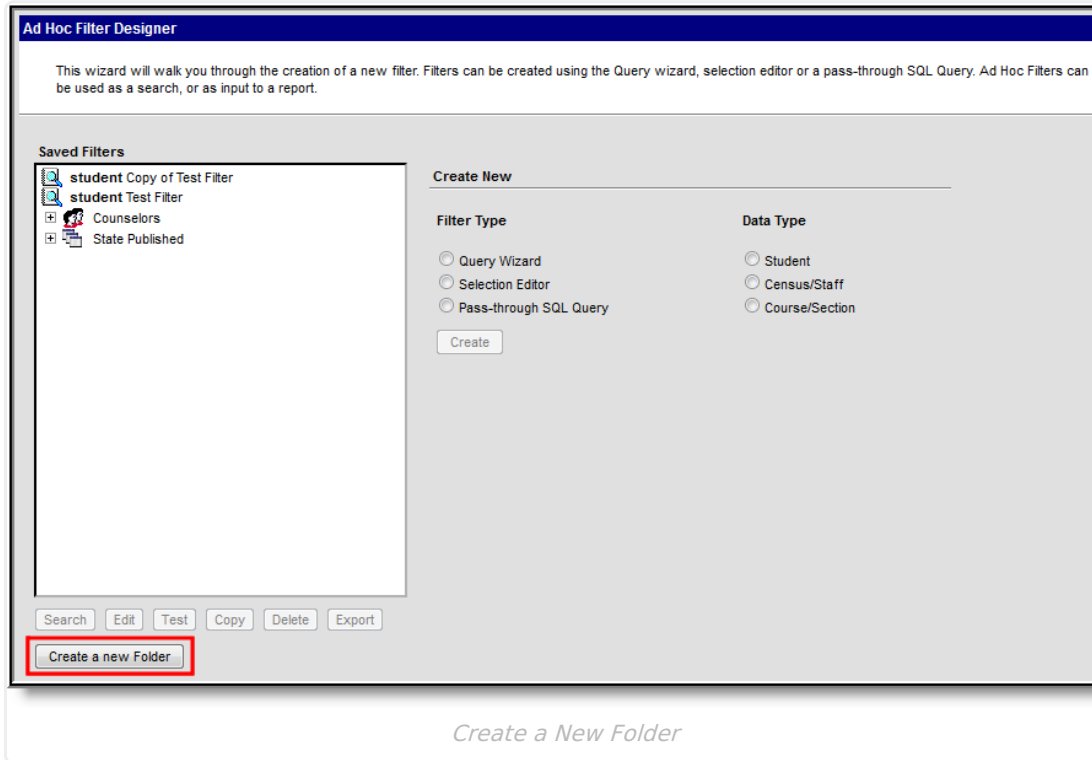 Ad Hoc Filter Designer
This wizard will walk you through the creation of a new filter. Filters can be created using the Query wizard, selection editor or a pass-through SQL Query. Ad Hoc Filters can
be used as a search, or as input to a report.
Saved Filters
student Copy of Test Filter
student Test Filter
Counselors
State Published
Create New
Filter Type
Data Type
Query Wizard
Student
Selection Editor
Census/Staff
Pass-through SQL Query
Course/Section
Create
Search Edit Test Copy Delete Export
Create a new Folder
Create a New Folder